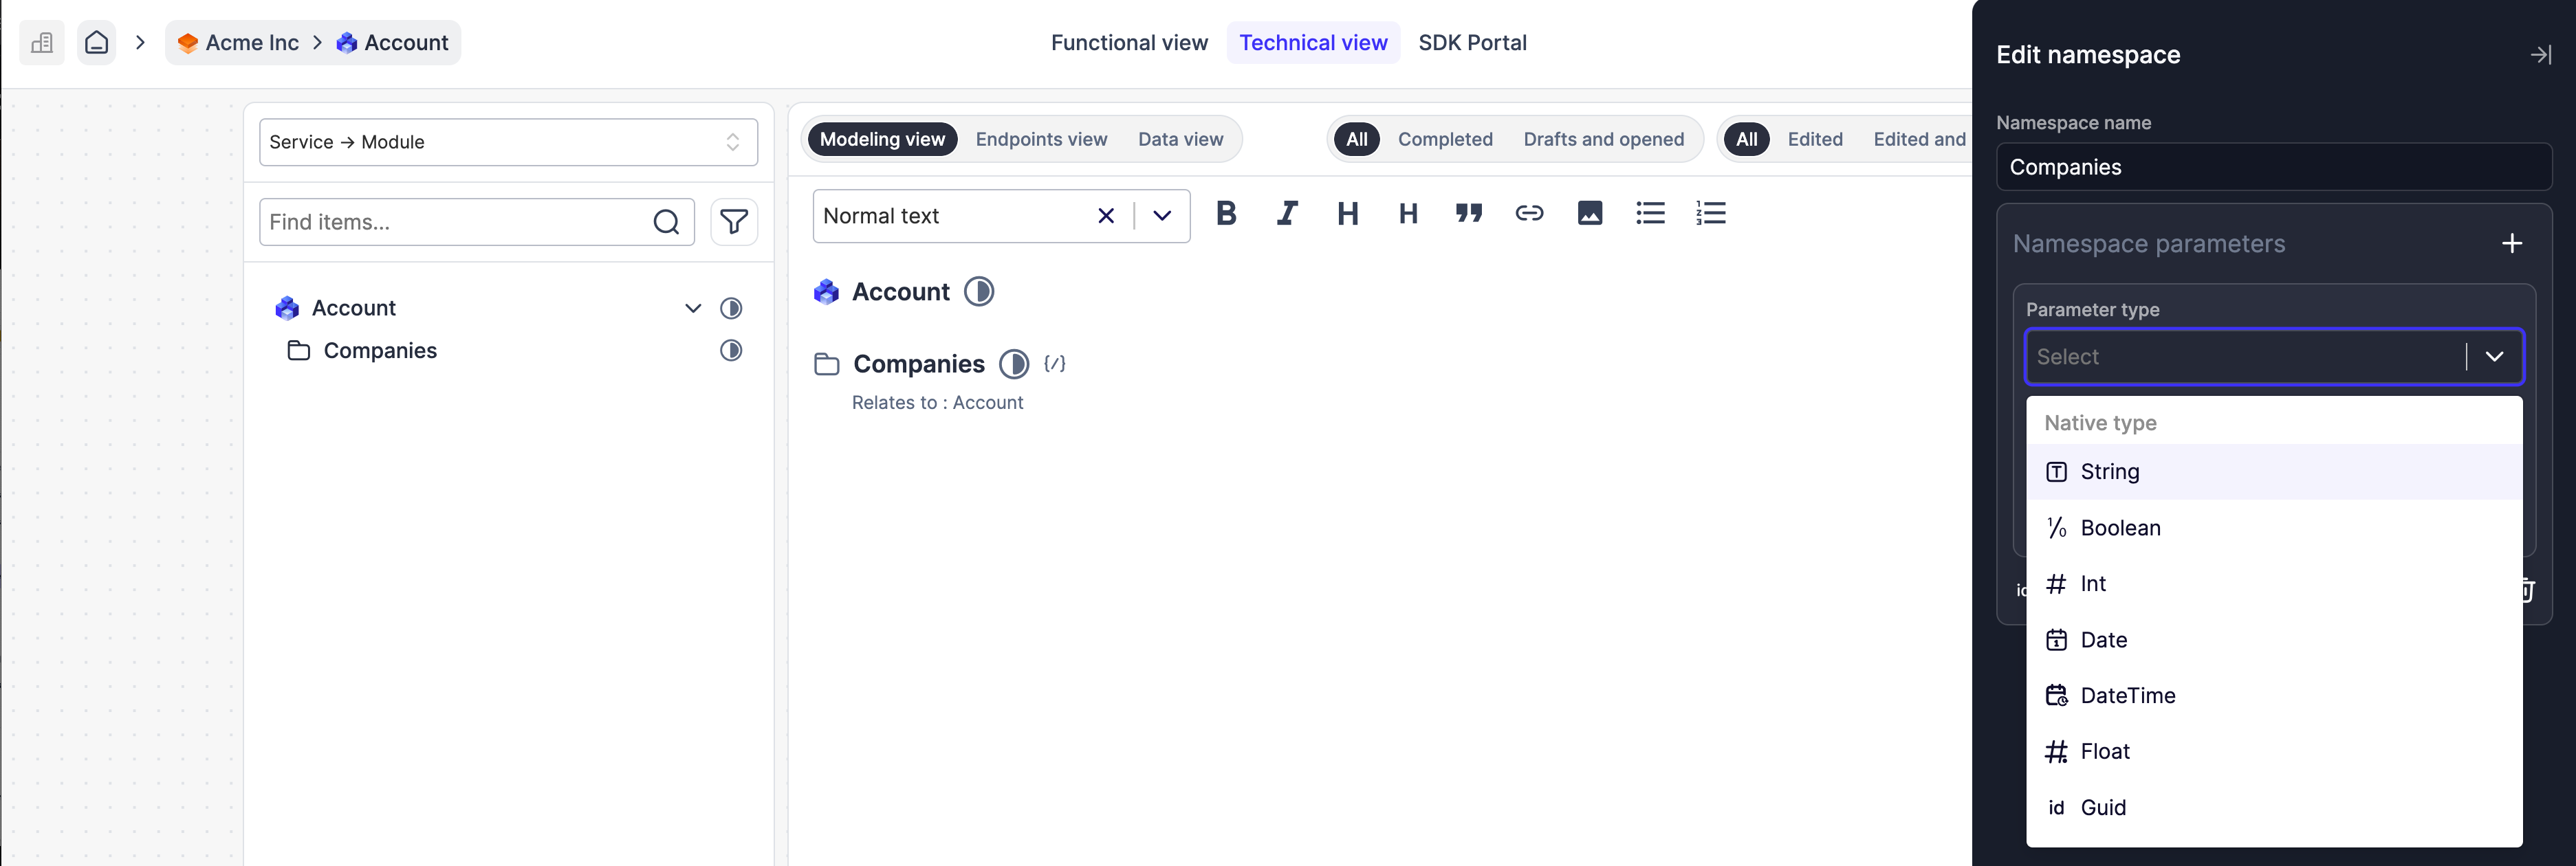 Acme Inc
Account
Functional view
Technical view
SDK Portal
Service → Module
Find items...
Account
Companies
Modeling view
Endpoints view
Data view
All
Completed
Drafts and opened
All
Edited
Edited and
Normal text
B
I
H
H
Account
Companies {/}
Relates to : Account
Edit namespace
Namespace name
Companies
Namespace parameters
Parameter type
Select
Native type
String
Boolean
Int
Date
DateTime
Float
id Guid